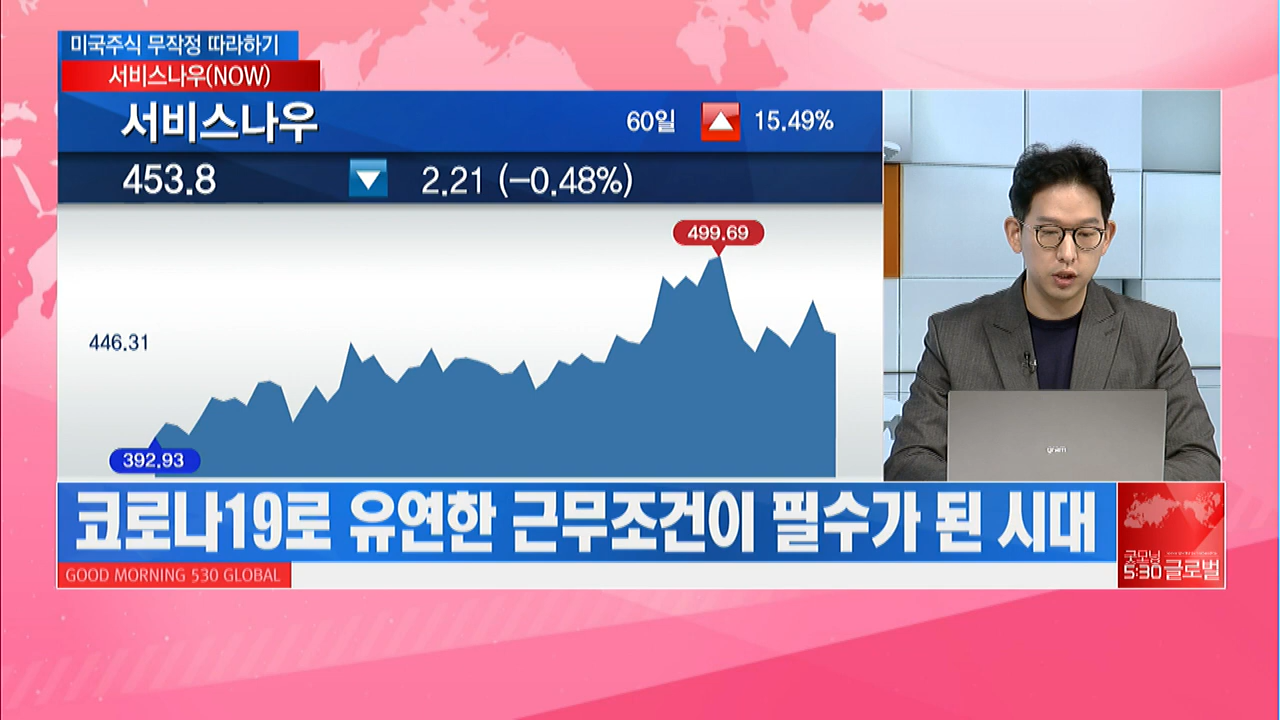 미국주식 무작정 따라하기
서비스나우(NOW)
서비스나우
60일 ▲ 15.49%
453.8 ▼ 2.21 (-0.48%)
499.69
446.31
392.93
gram
코로나19로 유연한 근무조건이 필수가 된 시대
GOOD MORNING 530 GLOBAL
굿모닝
5:30 글로벌